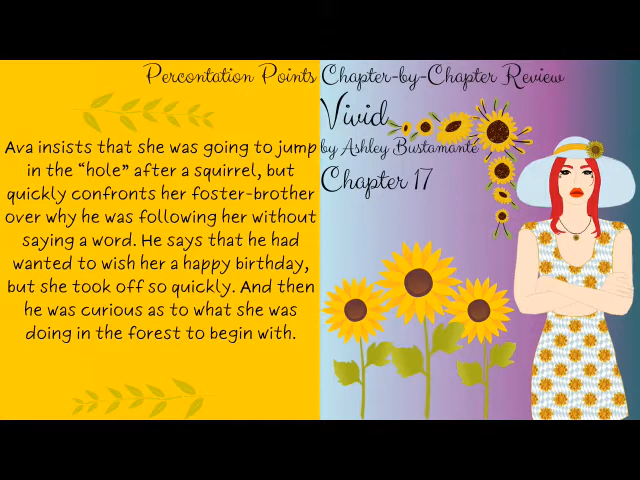 Percontation Points
Ava insists that she was going to jump
in the “hole” after a squirrel, but
quickly confronts her foster-brother
over why he was following her without
saying a word. He says that he had
wanted to wish her a happy birthday,
but she took off so quickly. And then
he was curious as to what she was
doing in the forest to begin with.
Chapter-by-Chapter Review
Vivid
by Ashley Bustamante
Chapter 17